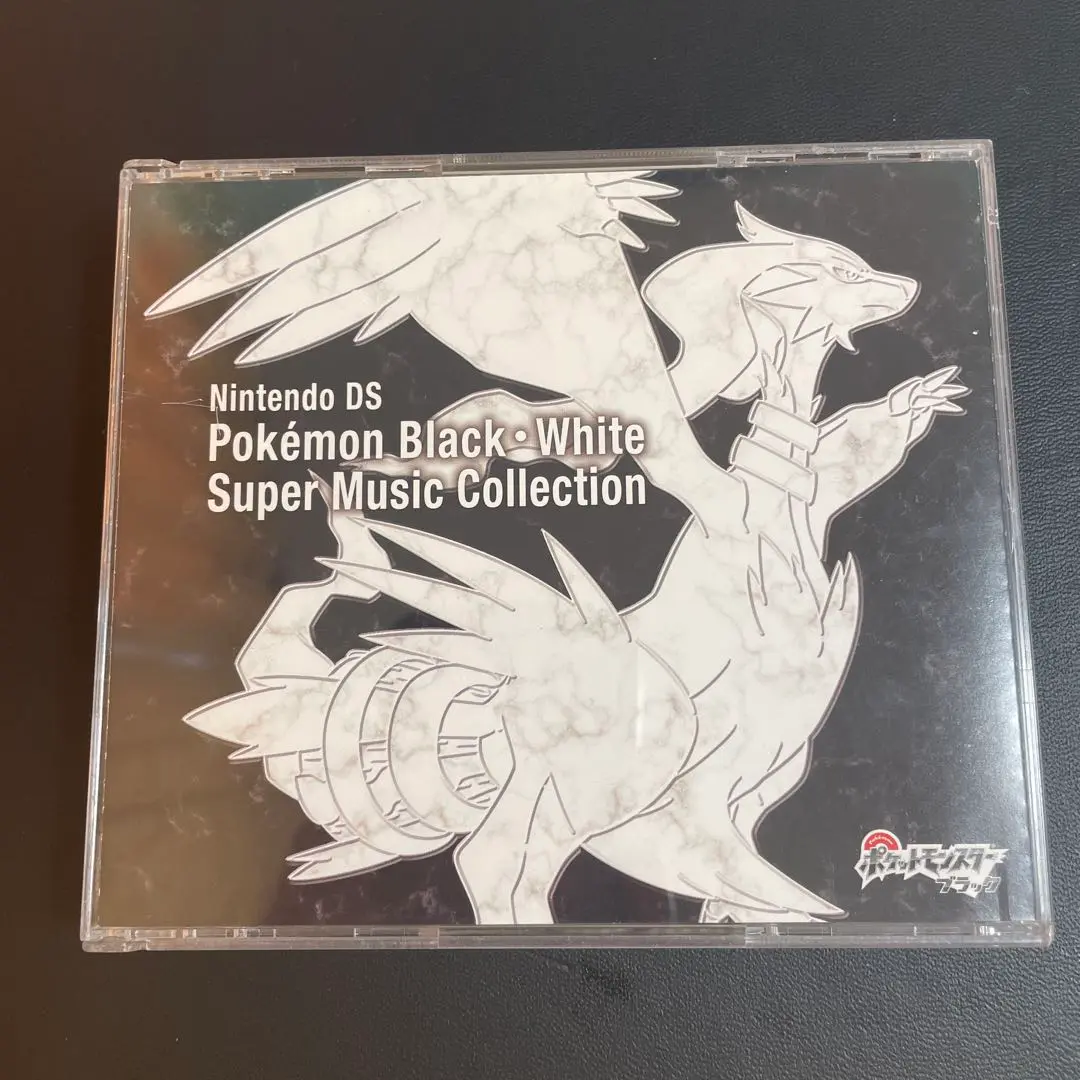 Nintendo DS
Pokémon Black・White
Super Music Collection
ポケットモンスター
ブラック